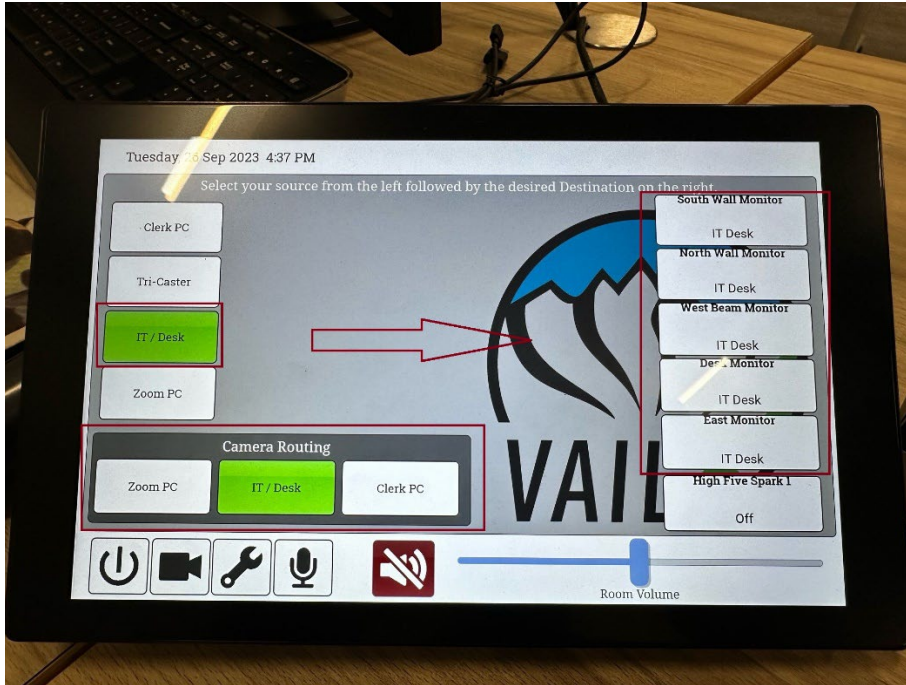 Tuesday, Sep 2023 4:37 PM
Select your source from the left followed by the desired Destination on the right.
Clerk PC
Tri-Caster
IT / Desk
Zoom PC
South Wall Monitor
IT Desk
North Wall Monitor
IT Desk
West Beam Monitor
IT Desk
Desk Monitor
IT Desk
East Monitor
IT Desk
High Five Spark 1
Off
Camera Routing
Zoom PC
IT / Desk
Clerk PC
VAIL
Room Volume